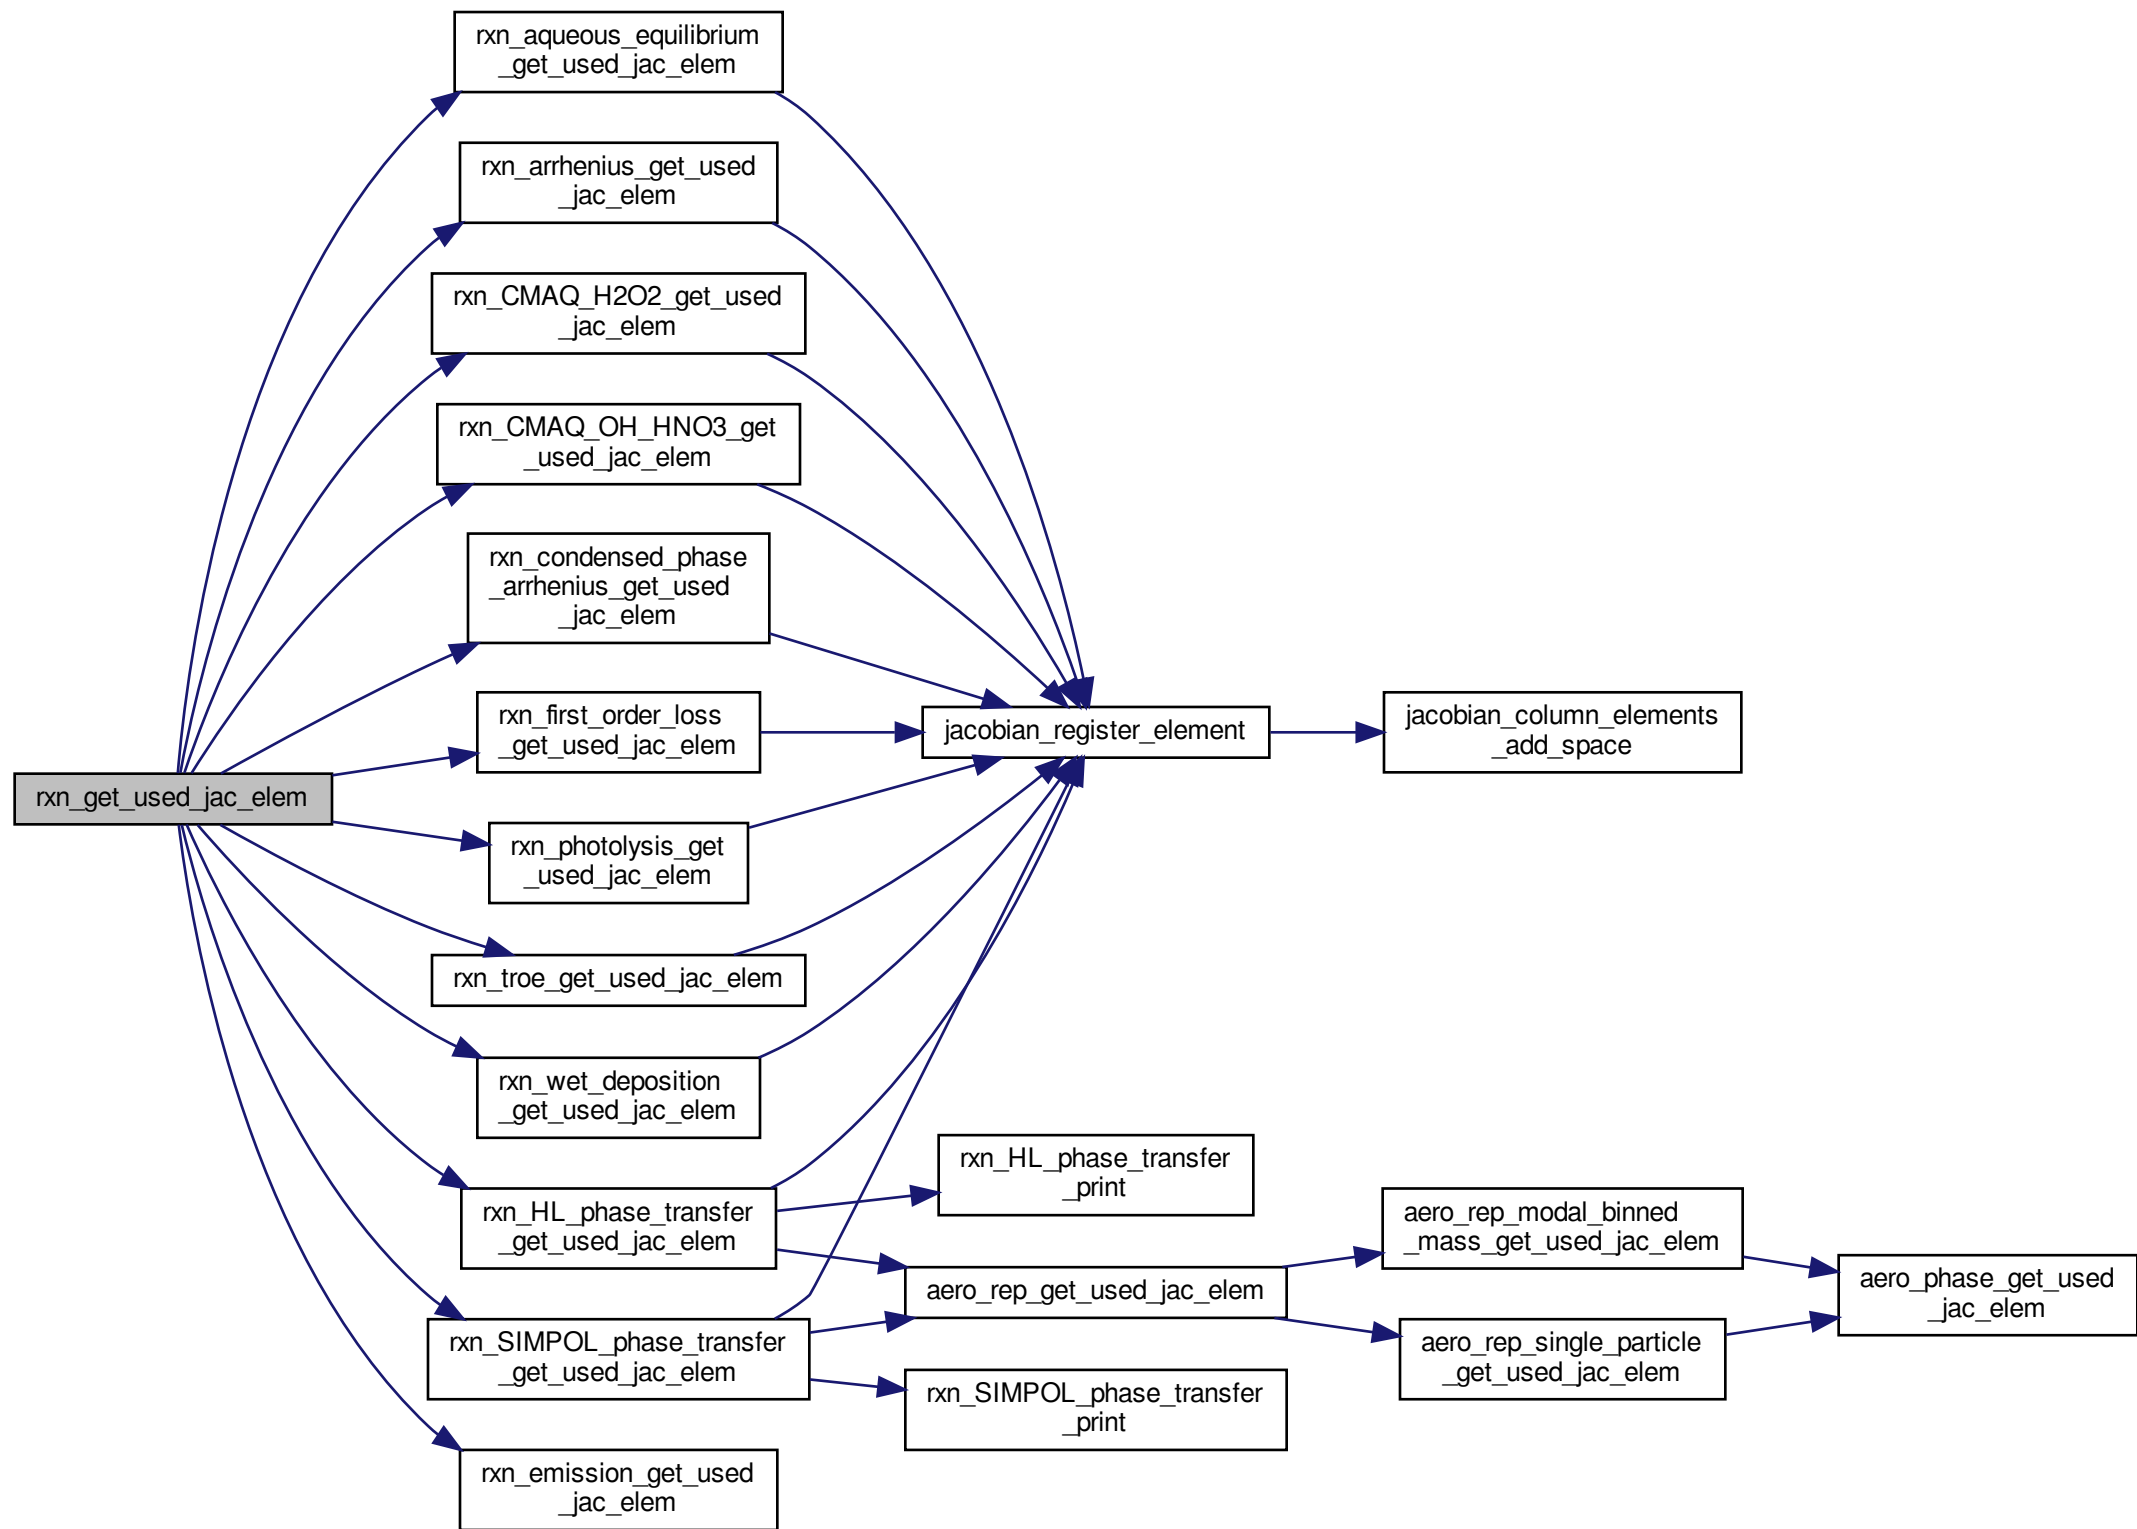 rxn_aqueous_equilibrium
_get_used_jac_elem
rxn_arrhenius_get_used
_jac_elem
rxn_CMAQ_H2O2_get_used
_jac_elem
rxn_CMAQ_OH_HNO3_get
_used_jac_elem
rxn_condensed_phase
_arrhenius_get_used
_jac_elem
rxn_first_order_loss
_get_used_jac_elem
jacobian_register_element
jacobian_column_elements
_add_space
rxn_get_used_jac_elem
rxn_photolysis_get
_used_jac_elem
rxn_troe_get_used_jac_elem
rxn_wet_deposition
_get_used_jac_elem
rxn_HL_phase_transfer
_print
rxn_HL_phase_transfer
_get_used_jac_elem
aero_rep_modal_binned
_mass_get_used_jac_elem
aero_rep_get_used_jac_elem
aero_phase_get_used
_jac_elem
rxn_SIMPOL_phase_transfer
_get_used_jac_elem
aero_rep_single_particle
_get_used_jac_elem
rxn_SIMPOL_phase_transfer
_print
rxn_emission_get_used
_jac_elem